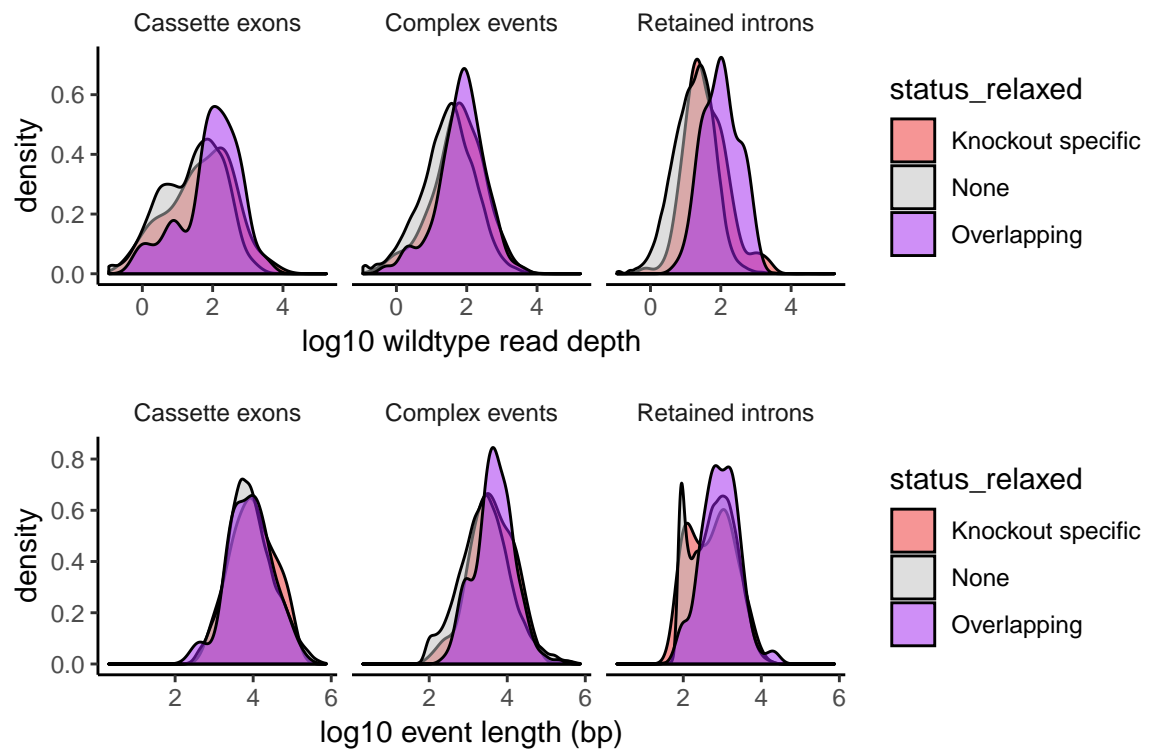 Cassette exons Complex events Retained introns
density
0.6
0.4
0.2
0.0
0 2 4 0 2 4 0 2 4
log10 wildtype read depth
status_relaxed
Knockout specific
None
Overlapping
Cassette exons Complex events Retained introns
density
0.8
0.6
0.4
0.2
0.0
2 4 6 2 4 6 2 4 6
log10 event length (bp)
status_relaxed
Knockout specific
None
Overlapping